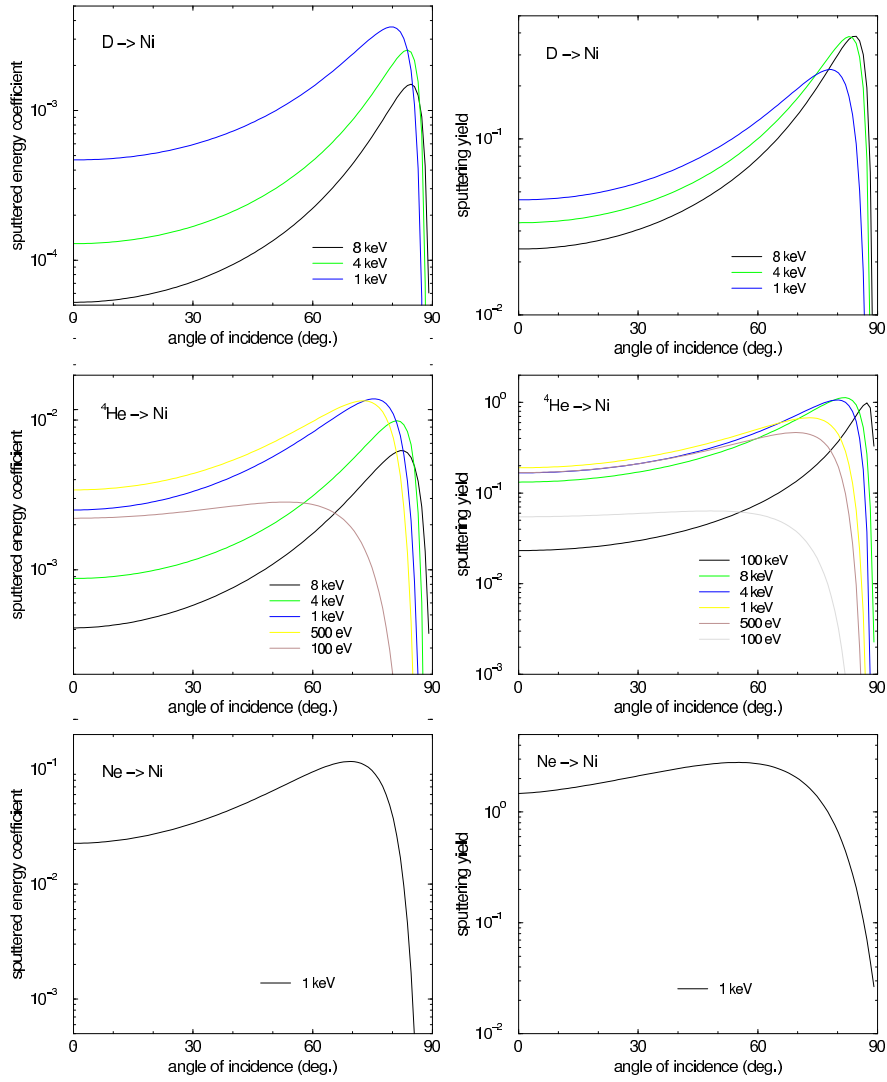 D –> Ni
sputtered energy coefficient
10⁻³
10⁻⁴
8 keV
4 keV
1 keV
0 30 60 90
angle of incidence (deg.)
D –> Ni
sputtering yield
10⁻¹
10⁻²
8 keV
4 keV
1 keV
0 30 60 90
angle of incidence (deg.)
⁴He –> Ni
sputtered energy coefficient
10⁻²
10⁻³
8 keV
4 keV
1 keV
500 eV
100 eV
0 30 60 90
angle of incidence (deg.)
⁴He –> Ni
sputtering yield
10⁰
10⁻¹
10⁻²
10⁻³
100 keV
8 keV
4 keV
1 keV
500 eV
100 eV
0 30 60 90
angle of incidence (deg.)
Ne –> Ni
sputtered energy coefficient
10⁻¹
10⁻²
10⁻³
1 keV
0 30 60 90
angle of incidence (deg.)
Ne –> Ni
sputtering yield
10⁰
10⁻¹
10⁻²
1 keV
0 30 60 90
angle of incidence (deg.)